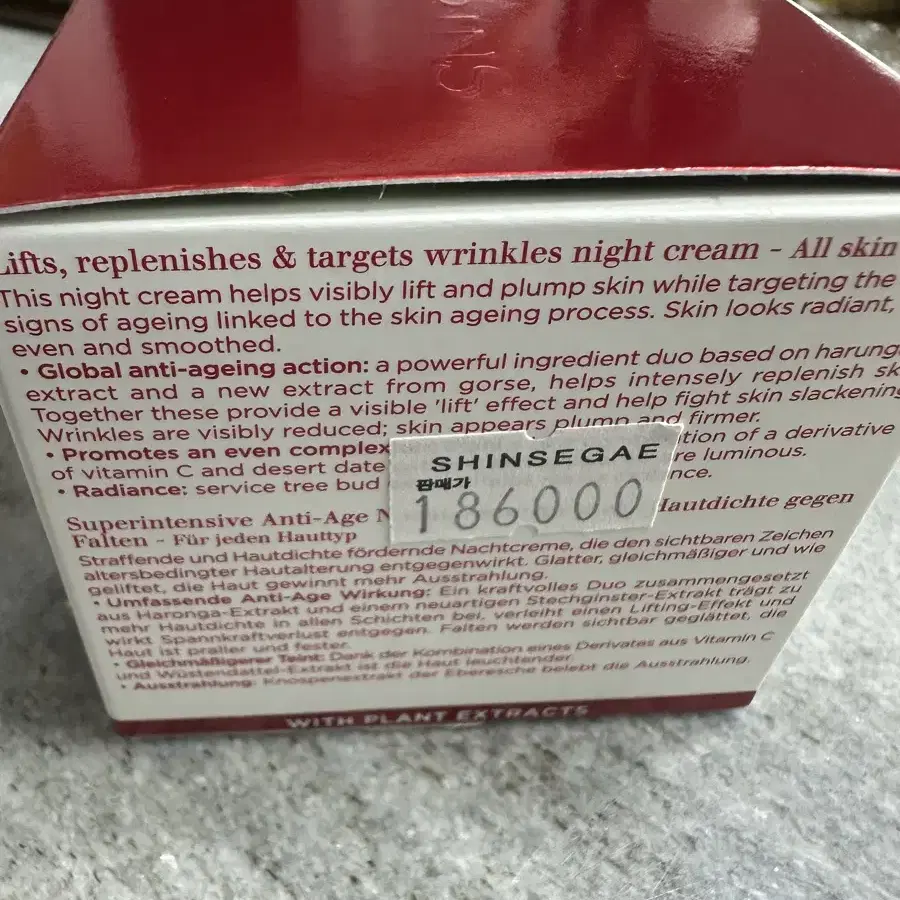 INS
Lifts, replenishes & targets wrinkles night cream – All skin
This night cream helps visibly lift and plump skin while targeting the
signs of ageing linked to the skin ageing process. Skin looks radiant,
even and smoothed.
• Global anti-ageing action: a powerful ingredient duo based on harung
extract and a new extract from gorse, helps intensely replenish sk
Together these provide a visible 'lift' effect and help fight skin slackening
Wrinkles are visibly reduced; skin appears plump and firmer.
• Promotes an even complex tion of a derivative
of vitamin C and desert date re luminous.
• Radiance: service tree bud nce.
SHINSEGAE
판매가
186000
Superintensive Anti-Age N Hautdichte gegen
Falten – Für jeden Hauttyp
Straffende und Hautdichte fördernde Nachtcreme, die den sichtbaren Zeichen
altersbedingter Hautalterung entgegenwirkt. Glatter, gleichmäßiger und wie
geliftet, die Haut gewinnt mehr Ausstrahlung.
• Umfassende Anti-Age Wirkung: Ein kraftvolles Duo zusammengesetzt
aus Haronga-Extrakt und einem neuartigen Stechginster-Extrakt trägt zu
mehr Hautdichte in allen Schichten bei, verleiht einen Lifting-Effekt und
wirkt Spannkraftverlust entgegen. Falten werden sichtbar geglättet, die
Haut ist praller und fester.
• Gleichmäßigerer Teint: Dank der Kombination eines Derivates aus Vitamin C
und Wüstendattel-Extrakt ist die Haut leuchtender.
• Ausstrahlung: Knospenextrakt der Eberesche belebt die Ausstrahlung.
WITH PLANT EXTRACTS